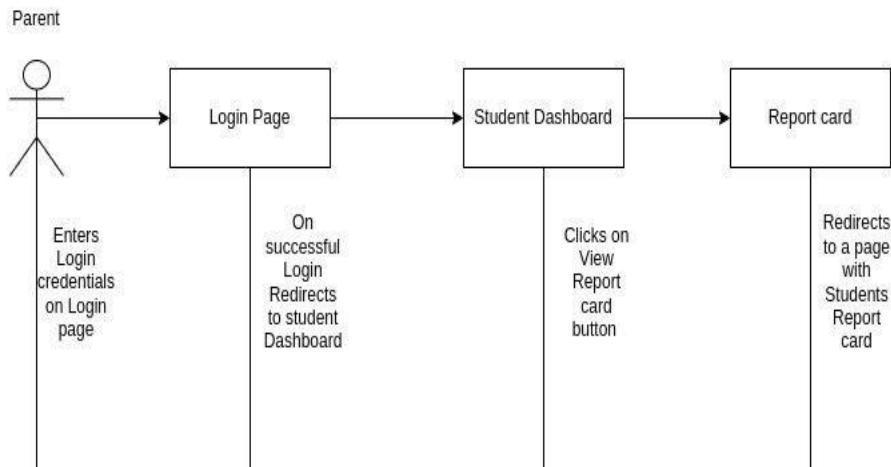 Parent
Login Page
Student Dashboard
Report card
Enters
Login
credentials
on Login
page
On
successful
Login
Redirects
to student
Dashboard
Clicks on
View
Report
card
button
Redirects
to a page
with
Students
Report
card